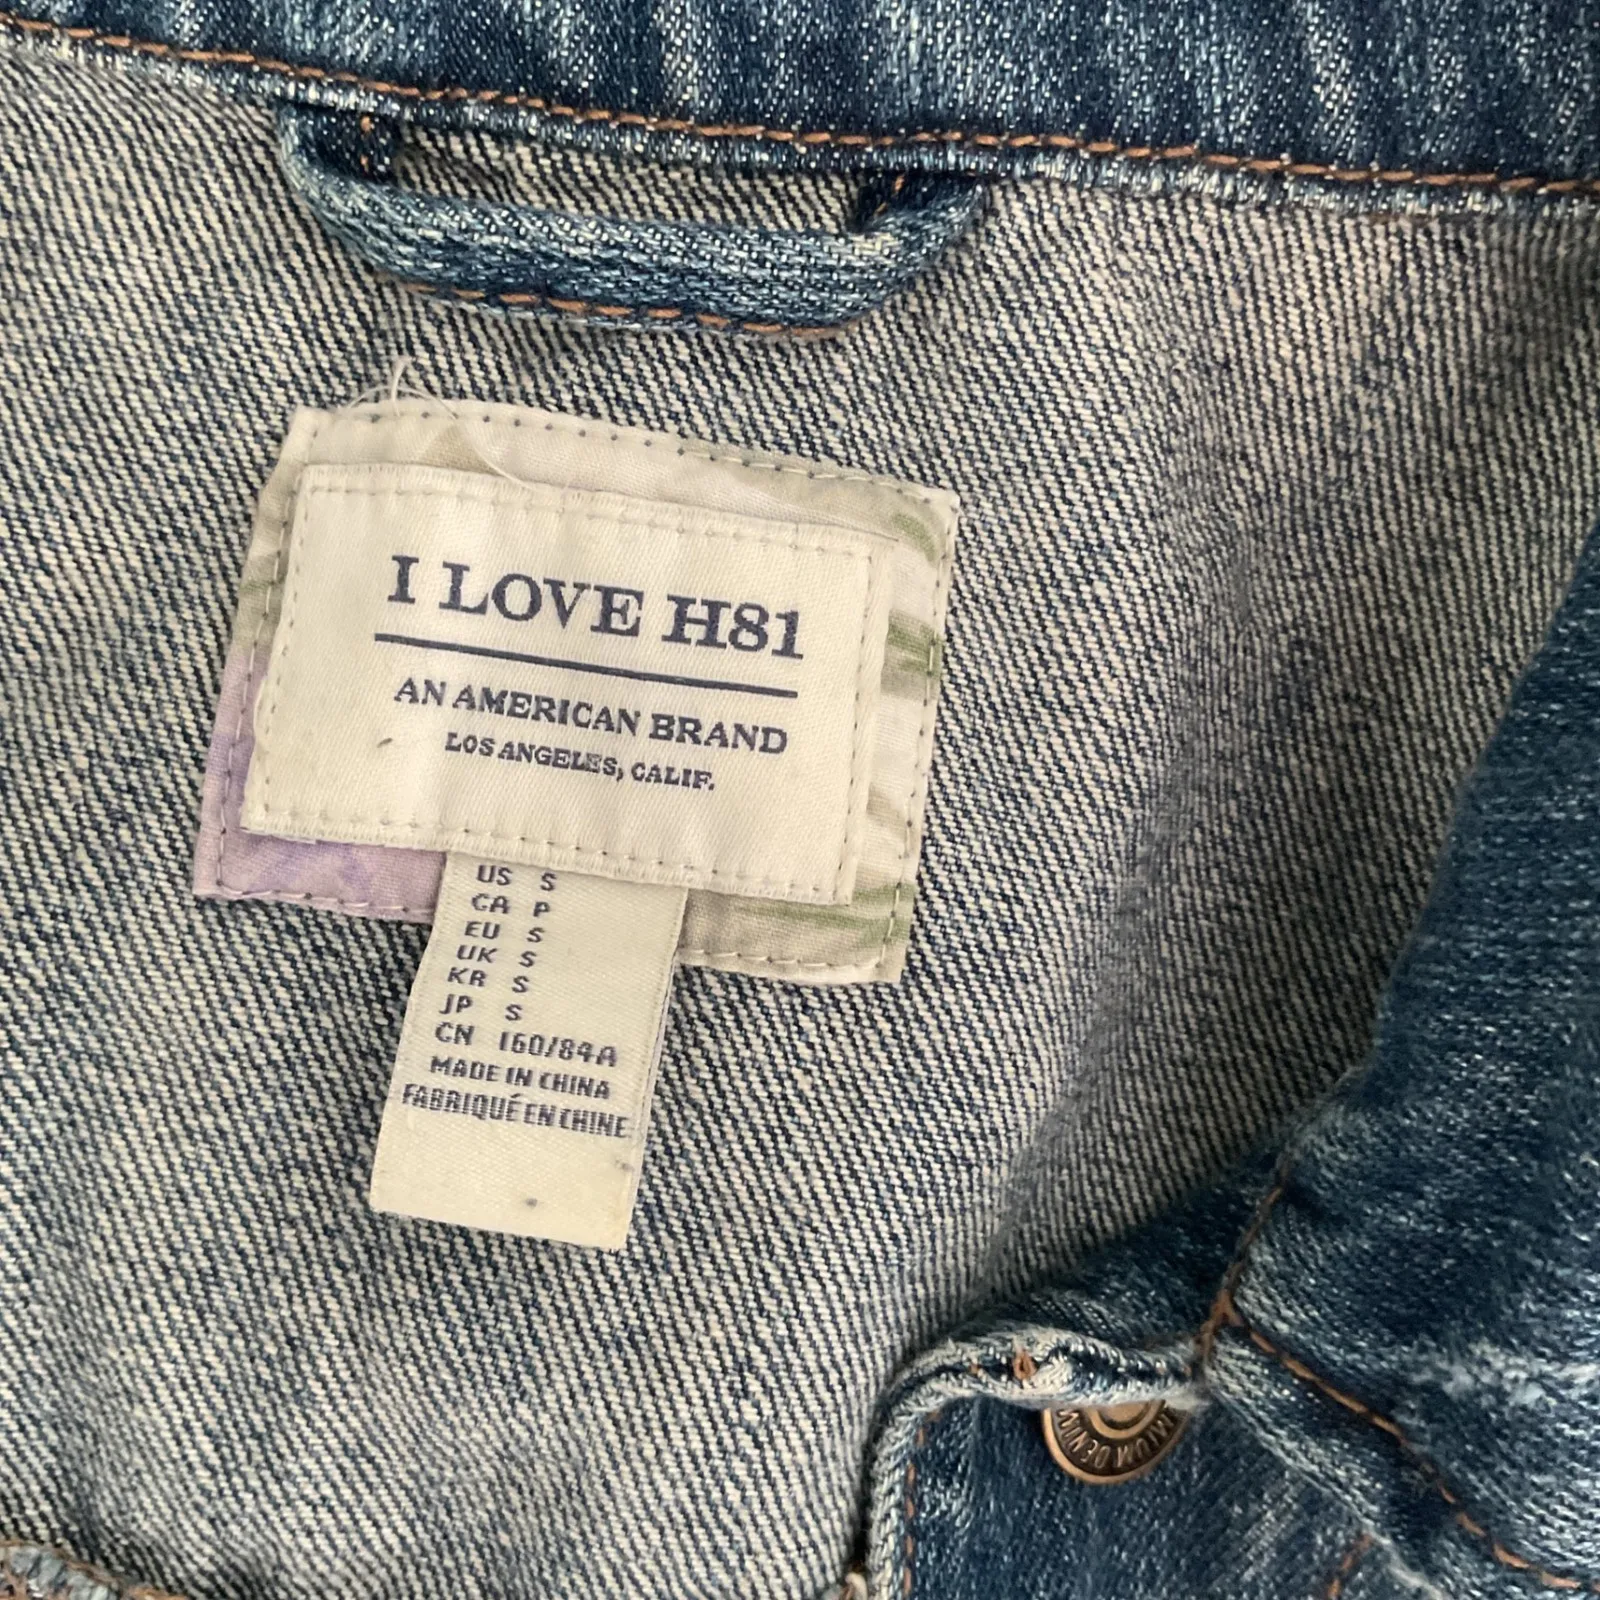 I LOVE H81
AN AMERICAN BRAND
LOS ANGELES, CALIF.
US S
CA P
EU S
UK S
KR S
JP S
CN 160/84A
MADE IN CHINA
FABRIQUÉ EN CHINE
DENIM